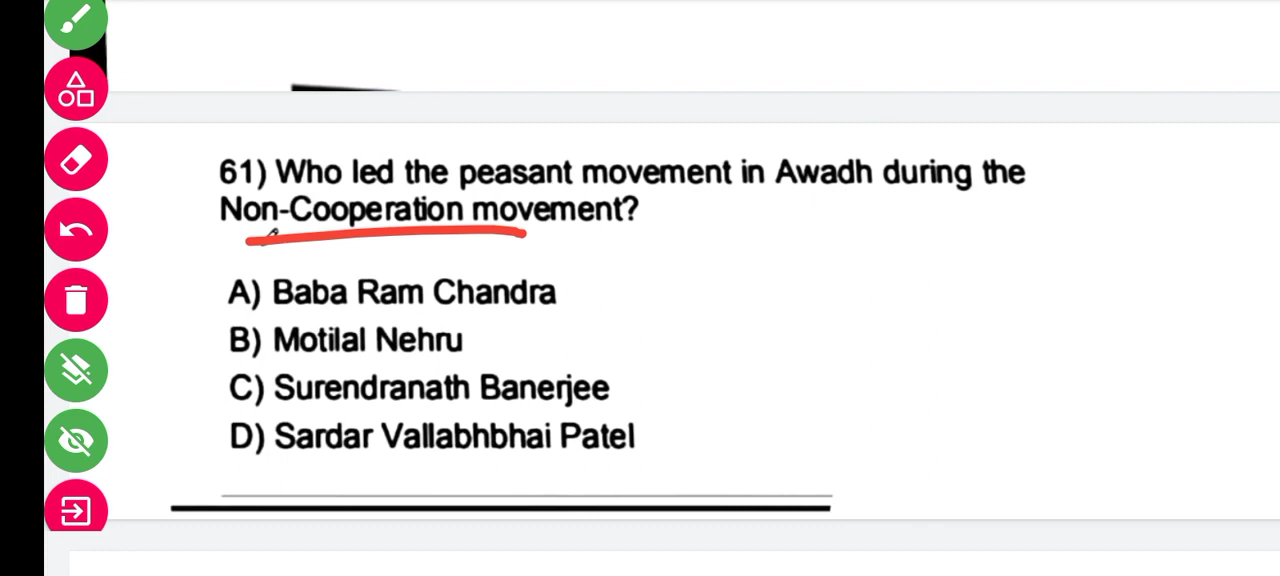 61) Who led the peasant movement in Awadh during the
Non-Cooperation movement?
A) Baba Ram Chandra
B) Motilal Nehru
C) Surendranath Banerjee
D) Sardar Vallabhbhai Patel